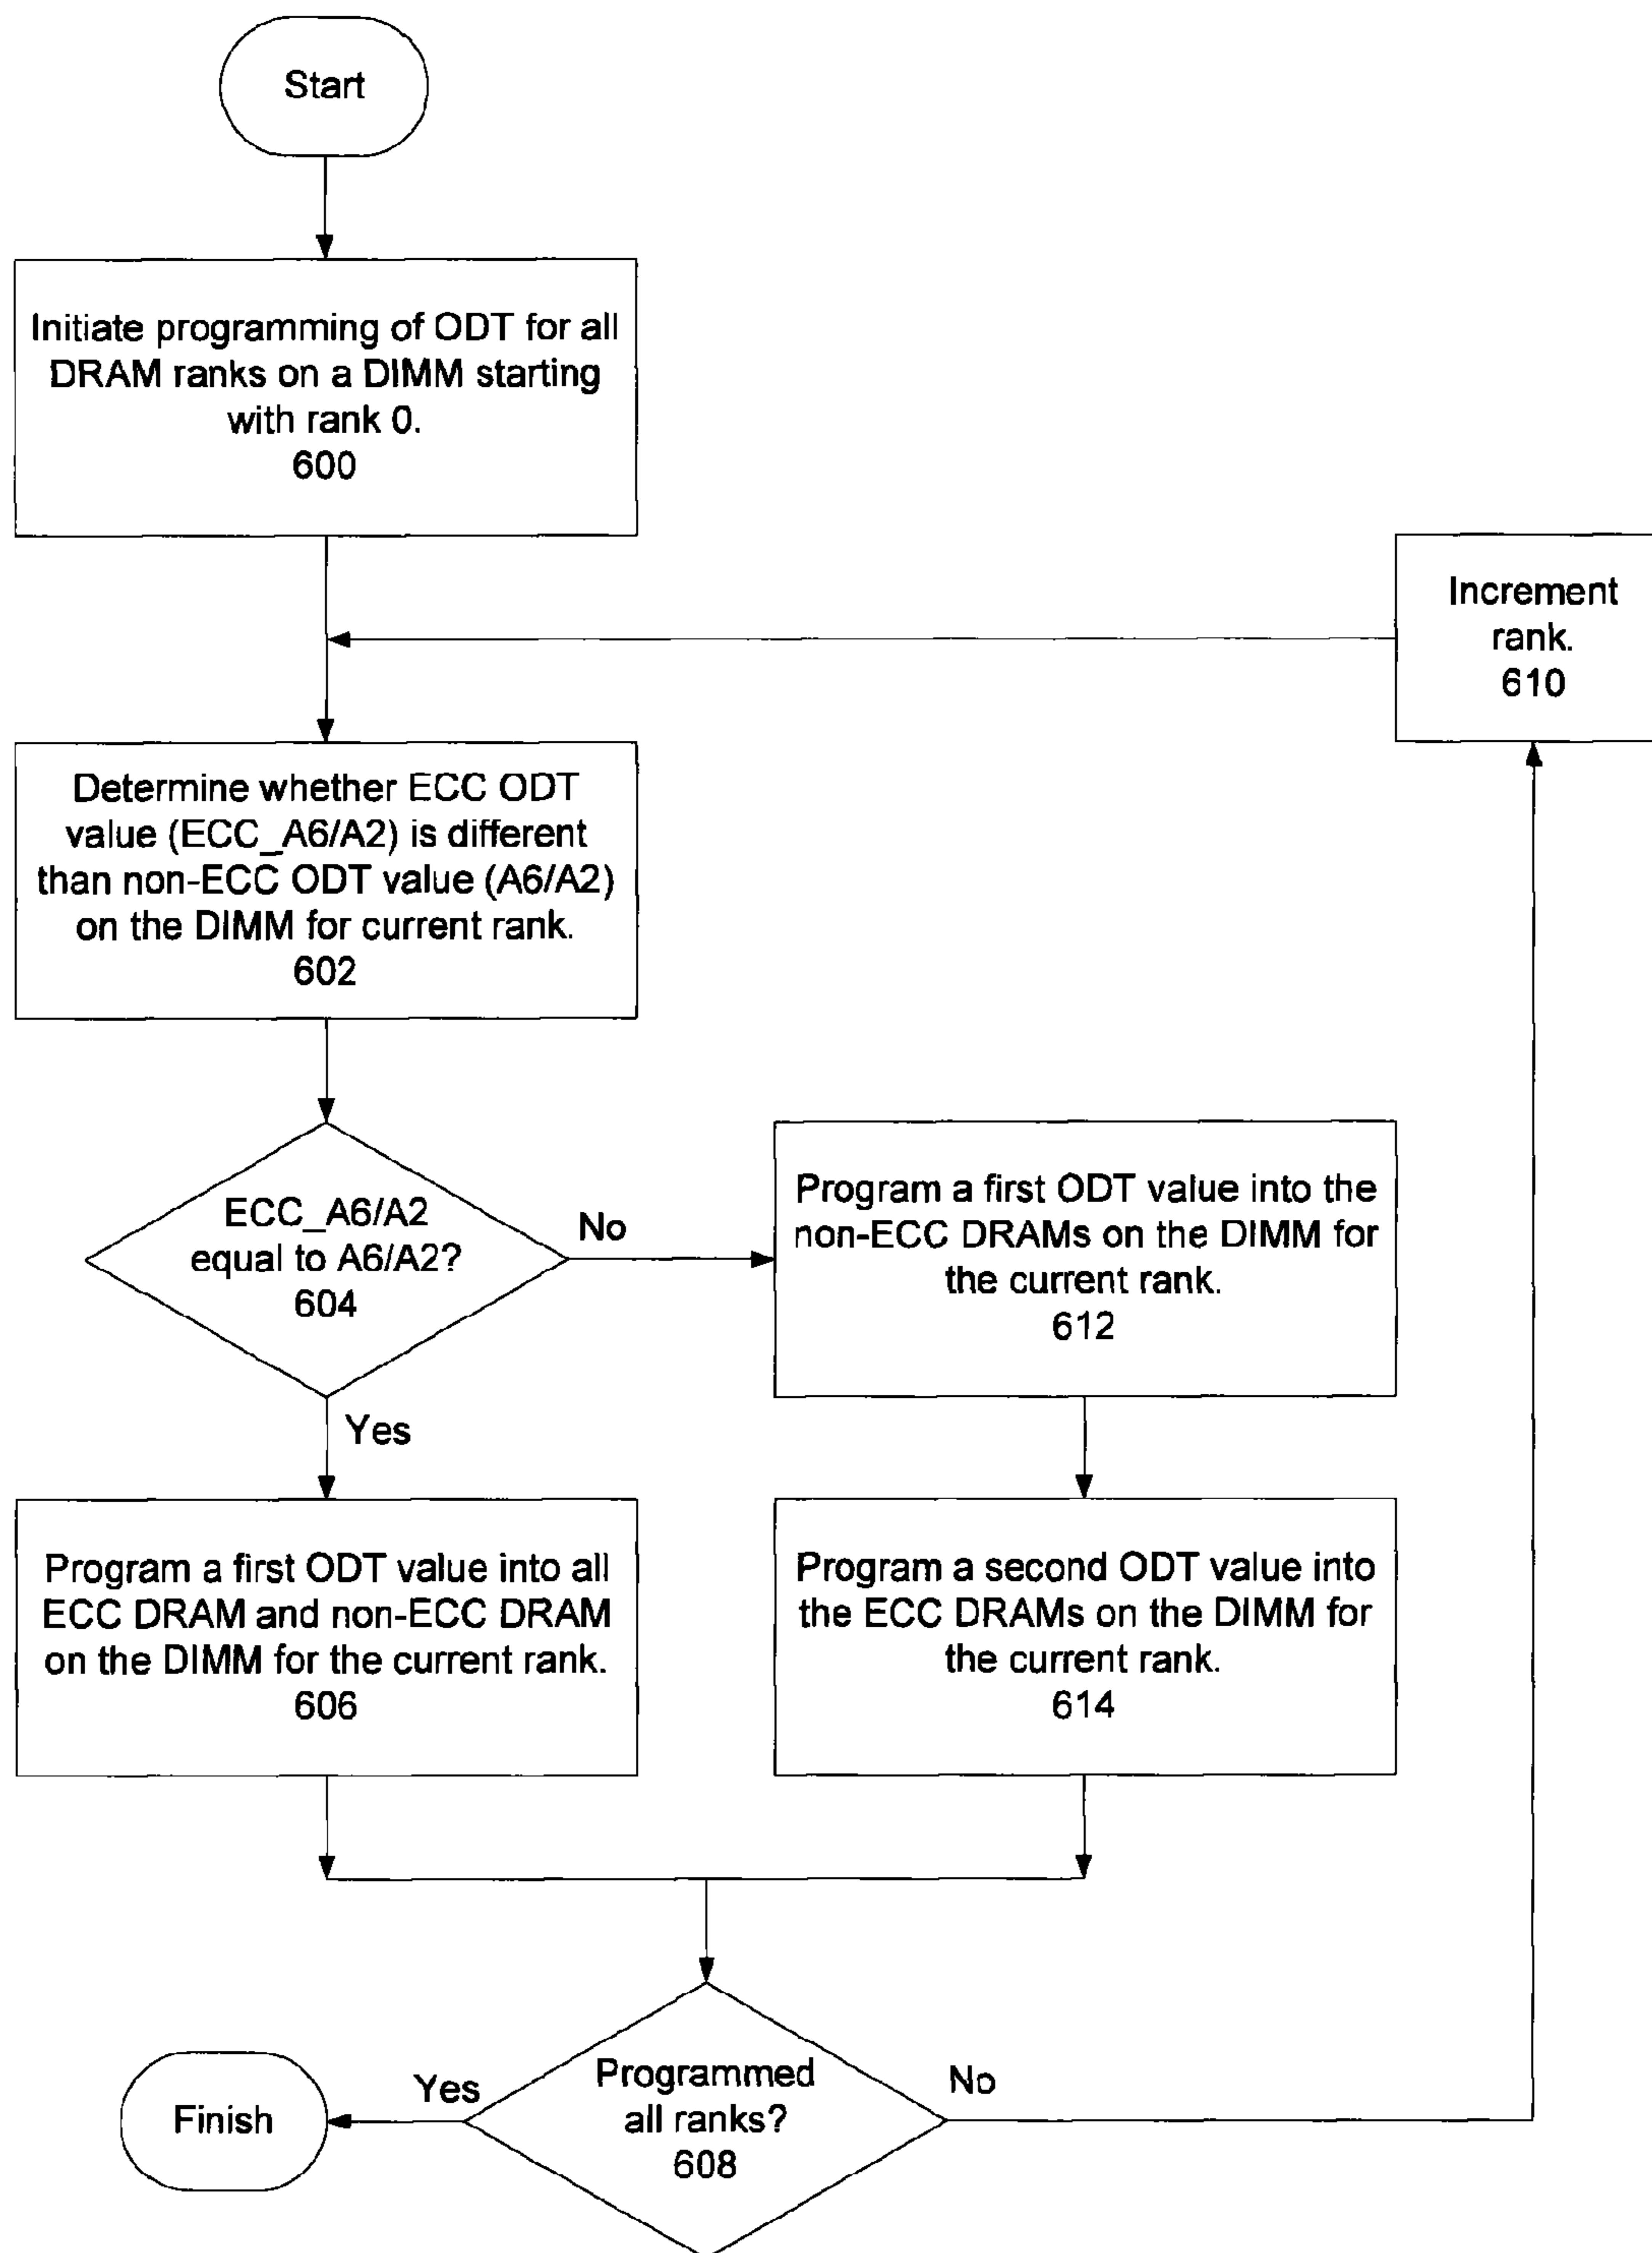 Start
Initiate programming of ODT for all
DRAM ranks on a DIMM starting
with rank 0.
600
Increment
rank.
610
Determine whether ECC ODT
value (ECC_A6/A2) is different
than non-ECC ODT value (A6/A2)
on the DIMM for current rank.
602
ECC_A6/A2
equal to A6/A2?
604
No
Program a first ODT value into the
non-ECC DRAMs on the DIMM for
the current rank.
612
Yes
Program a first ODT value into all
ECC DRAM and non-ECC DRAM
on the DIMM for the current rank.
606
Program a second ODT value into
the ECC DRAMs on the DIMM for
the current rank.
614
Programmed
all ranks?
608
Yes
No
Finish